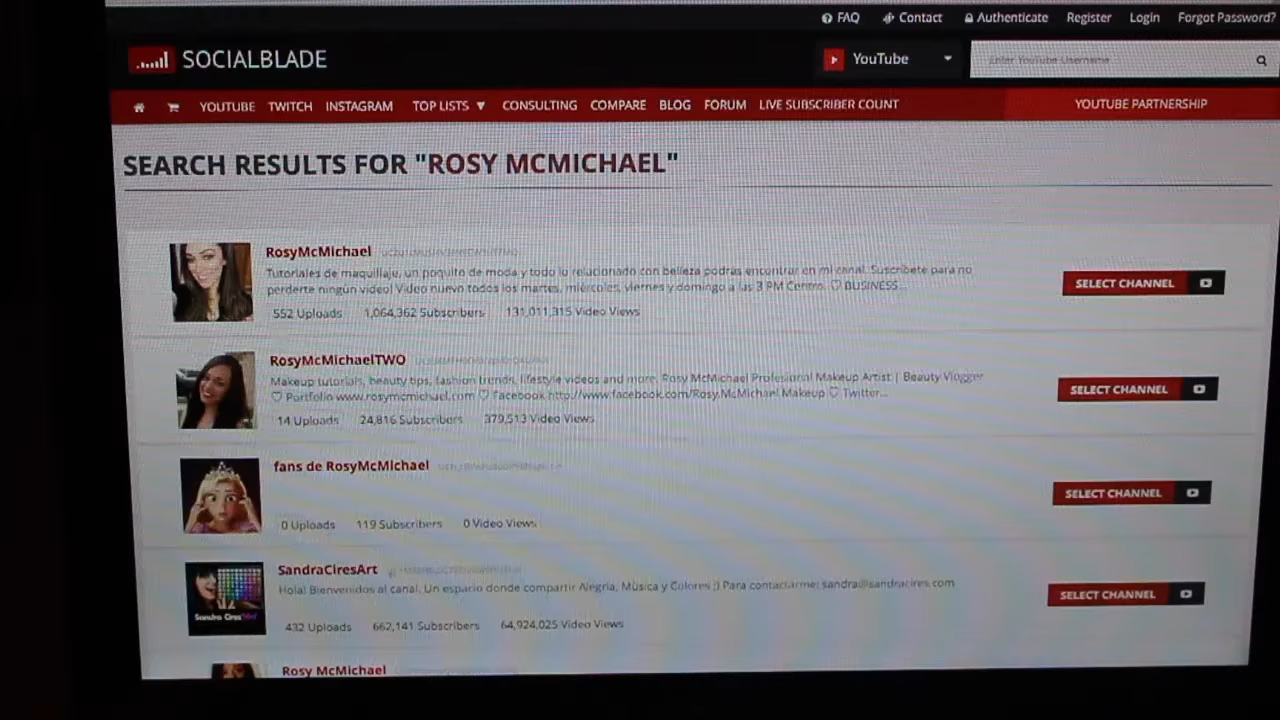 FAQ Contact Authenticate Register Login Forgot Password?
SOCIALBLADE YouTube Enter YouTube Username
YOUTUBE TWITCH INSTAGRAM TOP LISTS ▼ CONSULTING COMPARE BLOG FORUM LIVE SUBSCRIBER COUNT YOUTUBE PARTNERSHIP
SEARCH RESULTS FOR "ROSY MCMICHAEL"
RosyMcMichael
Tutoriales de maquillaje, un poquito de moda y todo lo relacionado con belleza podras encontrar en mi canal. Suscribete para no
perderte ningún video! Video nuevo todos los martes, miércoles, viernes y domingo a las 3 PM Centro. ♡ BUSINESS...
SELECT CHANNEL
552 Uploads 1,064,362 Subscribers 131,011,315 Video Views
RosyMcMichaelTWO
Makeup tutorials, beauty tips, fashion trends, lifestyle videos and more. Rosy McMichael Profesional Makeup Artist | Beauty Vlogger
♡ Portfolio www.rosymcmichael.com ♡ Facebook http://www.facebook.com/Rosy.McMichael.Makeup ♡ Twitter...
SELECT CHANNEL
14 Uploads 24,816 Subscribers 379,513 Video Views
fans de RosyMcMichael
SELECT CHANNEL
0 Uploads 119 Subscribers 0 Video Views
SandraCiresArt
Hola! Bienvenidos al canal. Un espacio donde compartir Alegria, Música y Colores ;) Para contactarme: sandra@sandracires.com
SELECT CHANNEL
Sandra CiresArt
432 Uploads 662,141 Subscribers 64,924,025 Video Views
Rosy McMichael